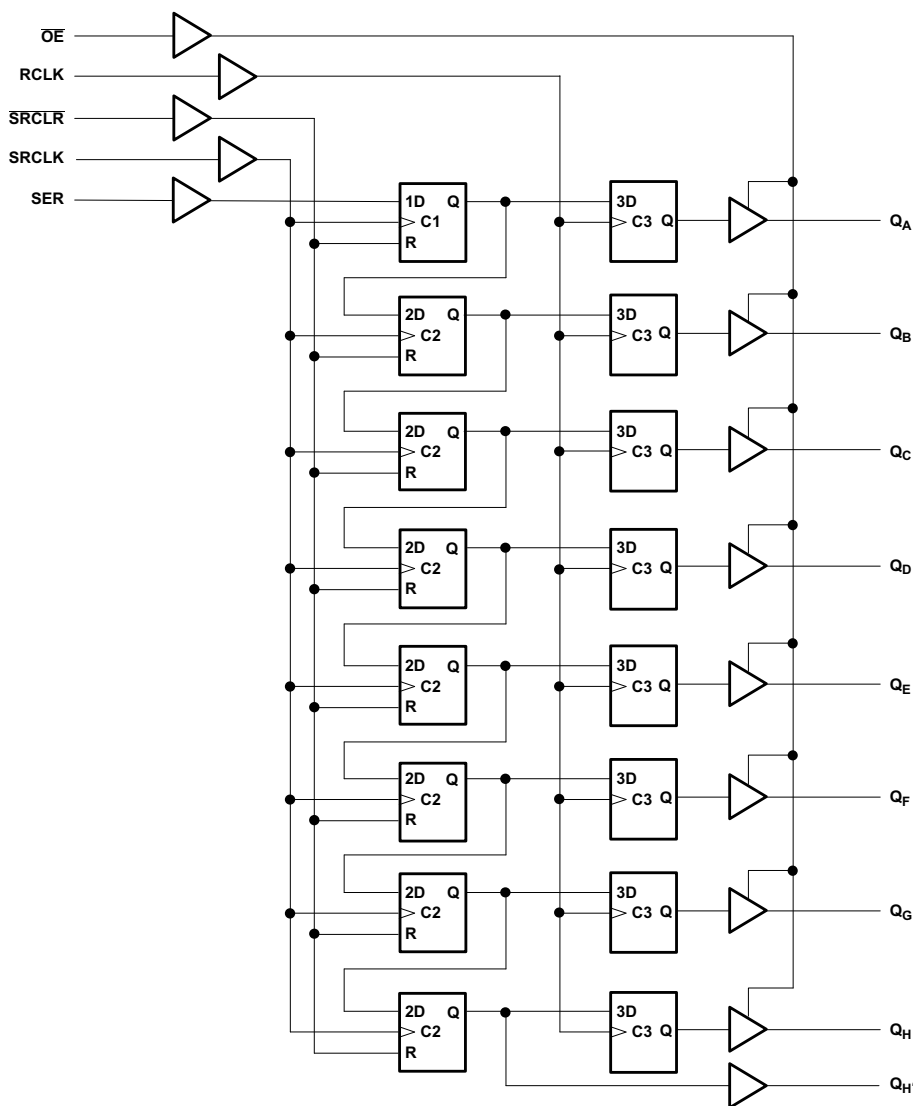 OE
RCLK
SRCLR
SRCLK
SER
1D Q
C1
R
3D
C3 Q
QA
2D Q
C2
R
3D
C3 Q
QB
2D Q
C2
R
3D
C3 Q
QC
2D Q
C2
R
3D
C3 Q
QD
2D Q
C2
R
3D
C3 Q
QE
2D Q
C2
R
3D
C3 Q
QF
2D Q
C2
R
3D
C3 Q
QG
2D Q
C2
R
3D
C3 Q
QH
QH'